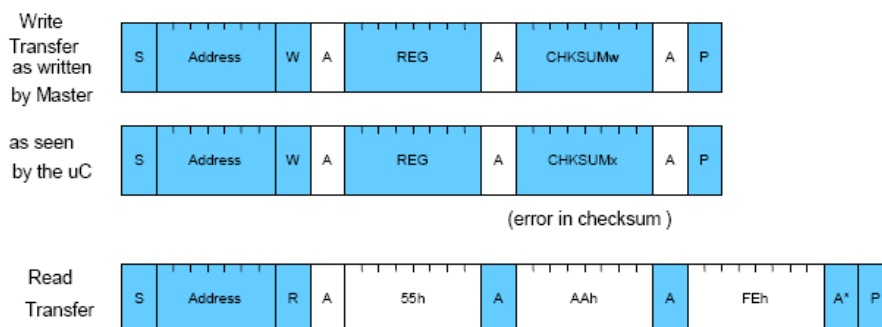 Write
Transfer
as written
by Master
S Address W A REG A CHKSUMw A P
as seen
by the uC
S Address W A REG A CHKSUMx A P
(error in checksum )
Read
Transfer
S Address R A 55h A AAh A FEh A* P